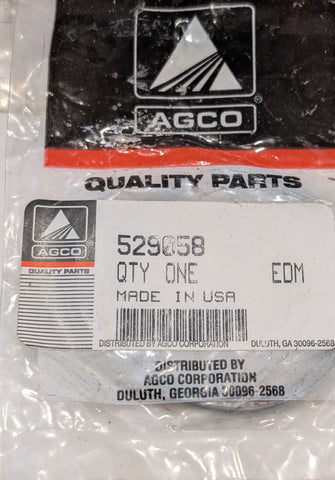 AGCO
®
QUALITY PARTS
AGCO
QUALITY PARTS
529058
QTY ONE EDM
MADE IN USA
DISTRIBUTED BY AGCO CORPORATION DULUTH, GA 30096-2568
DISTRIBUTED BY
AGCO CORPORATION
DULUTH, GEORGIA 30096-2568